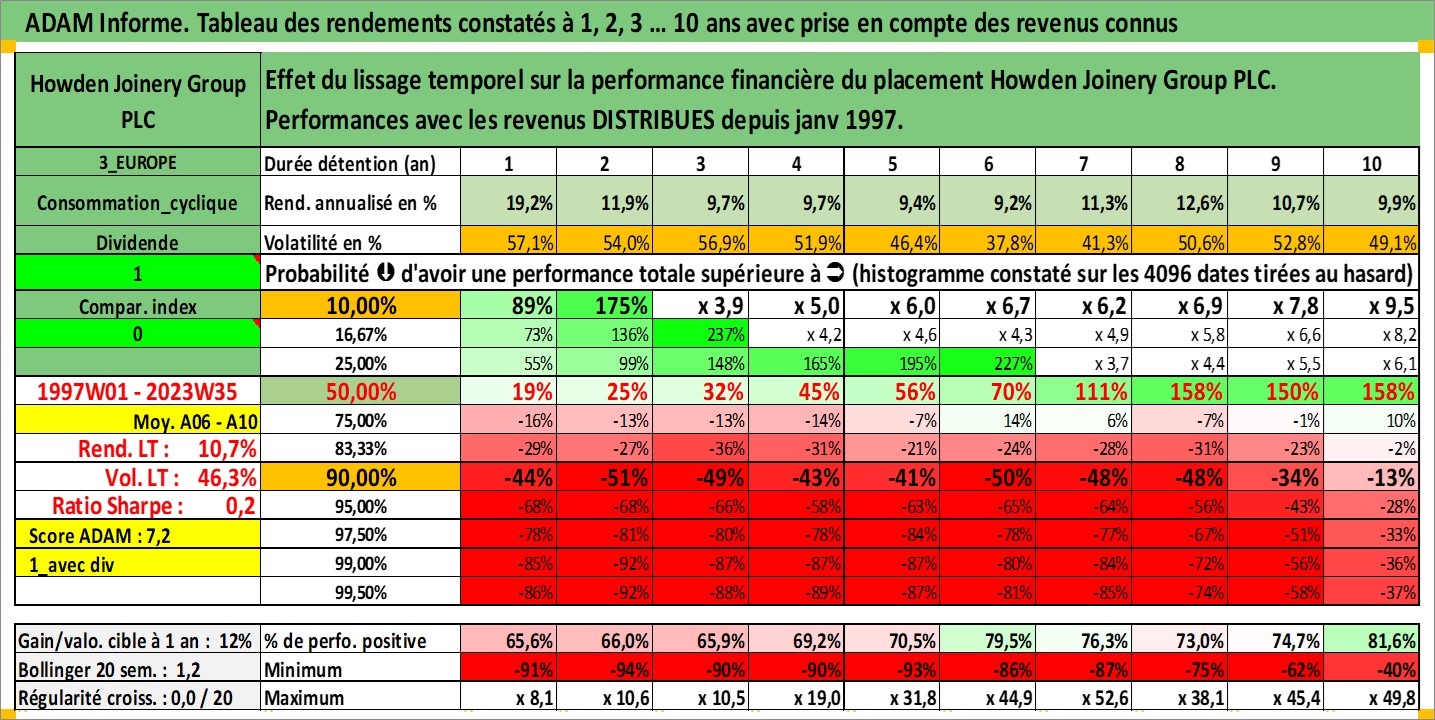 ADAM Informe. Tableau des rendements constatés à 1, 2, 3 ... 10 ans avec prise en compte des revenus connus
Howden Joinery Group PLC
Effet du lissage temporel sur la performance financière du placement Howden Joinery Group PLC.
Performances avec les revenus DISTRIBUES depuis janv 1997.
3_EUROPE Durée détention (an) 1 2 3 4 5 6 7 8 9 10
Consommation_cyclique Rend. annualisé en % 19,2% 11,9% 9,7% 9,7% 9,4% 9,2% 11,3% 12,6% 10,7% 9,9%
Dividende Volatilité en % 57,1% 54,0% 56,9% 51,9% 46,4% 37,8% 41,3% 50,6% 52,8% 49,1%
1 Probabilité d'avoir une performance totale supérieure à (histogramme constaté sur les 4096 dates tirées au hasard)
Compar. index 10,00% 89% 175% x 3,9 x 5,0 x 6,0 x 6,7 x 6,2 x 6,9 x 7,8 x 9,5
0 16,67% 73% 136% 237% x 4,2 x 4,6 x 4,3 x 4,9 x 5,8 x 6,6 x 8,2
25,00% 55% 99% 148% 165% 195% 227% x 3,7 x 4,4 x 5,5 x 6,1
1997W01 - 2023W35 50,00% 19% 25% 32% 45% 56% 70% 111% 158% 150% 158%
Moy. A06 - A10 75,00% -16% -13% -13% -14% -7% 14% 6% -7% -1% 10%
Rend. LT : 10,7% 83,33% -29% -27% -36% -31% -21% -24% -28% -31% -23% -2%
Vol. LT : 46,3% 90,00% -44% -51% -49% -43% -41% -50% -48% -48% -34% -13%
Ratio Sharpe : 0,2 95,00% -68% -68% -66% -58% -63% -65% -64% -56% -43% -28%
Score ADAM : 7,2 97,50% -78% -81% -80% -78% -84% -78% -77% -67% -51% -33%
1_avec div 99,00% -85% -92% -87% -87% -87% -80% -84% -72% -56% -36%
99,50% -86% -92% -88% -89% -87% -81% -85% -74% -58% -37%
Gain/valo. cible à 1 an : 12% % de perfo. positive 65,6% 66,0% 65,9% 69,2% 70,5% 79,5% 76,3% 73,0% 74,7% 81,6%
Bollinger 20 sem. : 1,2 Minimum -91% -94% -90% -90% -93% -86% -87% -75% -62% -40%
Régularité croiss. : 0,0 / 20 Maximum x 8,1 x 10,6 x 10,5 x 19,0 x 31,8 x 44,9 x 52,6 x 38,1 x 45,4 x 49,8